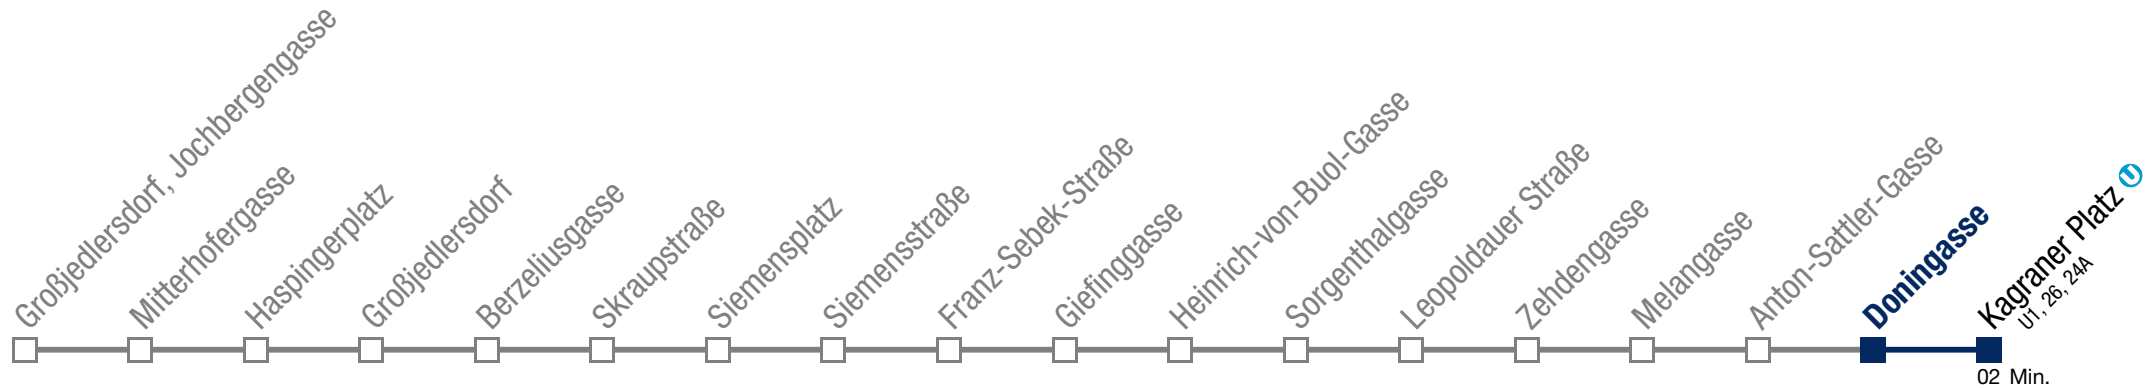 Großjedlersdorf, Jochbergengasse
Mitterhofergasse
Haspingerplatz
Großjedlersdorf
Berzeliusgasse
Skraupstraße
Siemensplatz
Siemensstraße
Franz-Sebek-Straße
Giefinggasse
Heinrich-von-Buol-Gasse
Sorgenthalgasse
Leopoldauer Straße
Zehdengasse
Melangasse
Anton-Sattler-Gasse
Doningasse
Kagraner Platz U
U1, 26, 24A
02 Min.